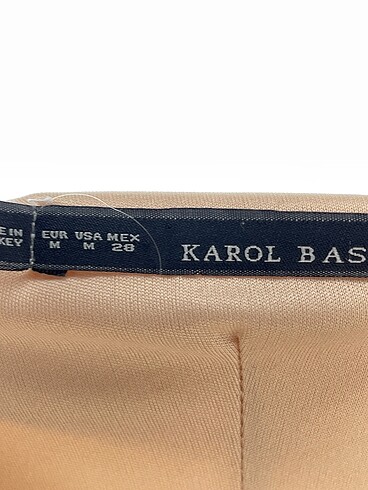 E IN
KEY
EUR USA MEX
M M 28
KAROL BAS